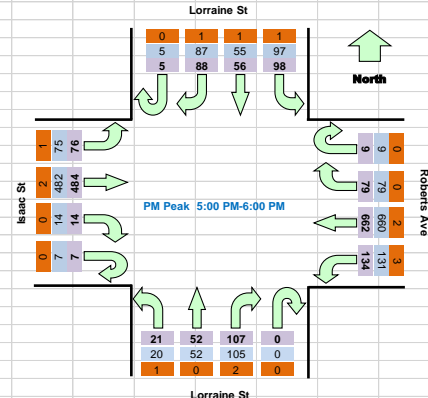 Lorraine St
0 1 1 1
5 87 55 97
5 88 56 98
North
Isaac St
1 75 76
2 482 484
0 14 14
0 7 7
PM Peak 5:00 PM-6:00 PM
9 9 0
79 79 0
662 660 2
134 131 3
Roberts Ave
21 52 107 0
20 52 105 0
1 0 2 0
Lorraine St